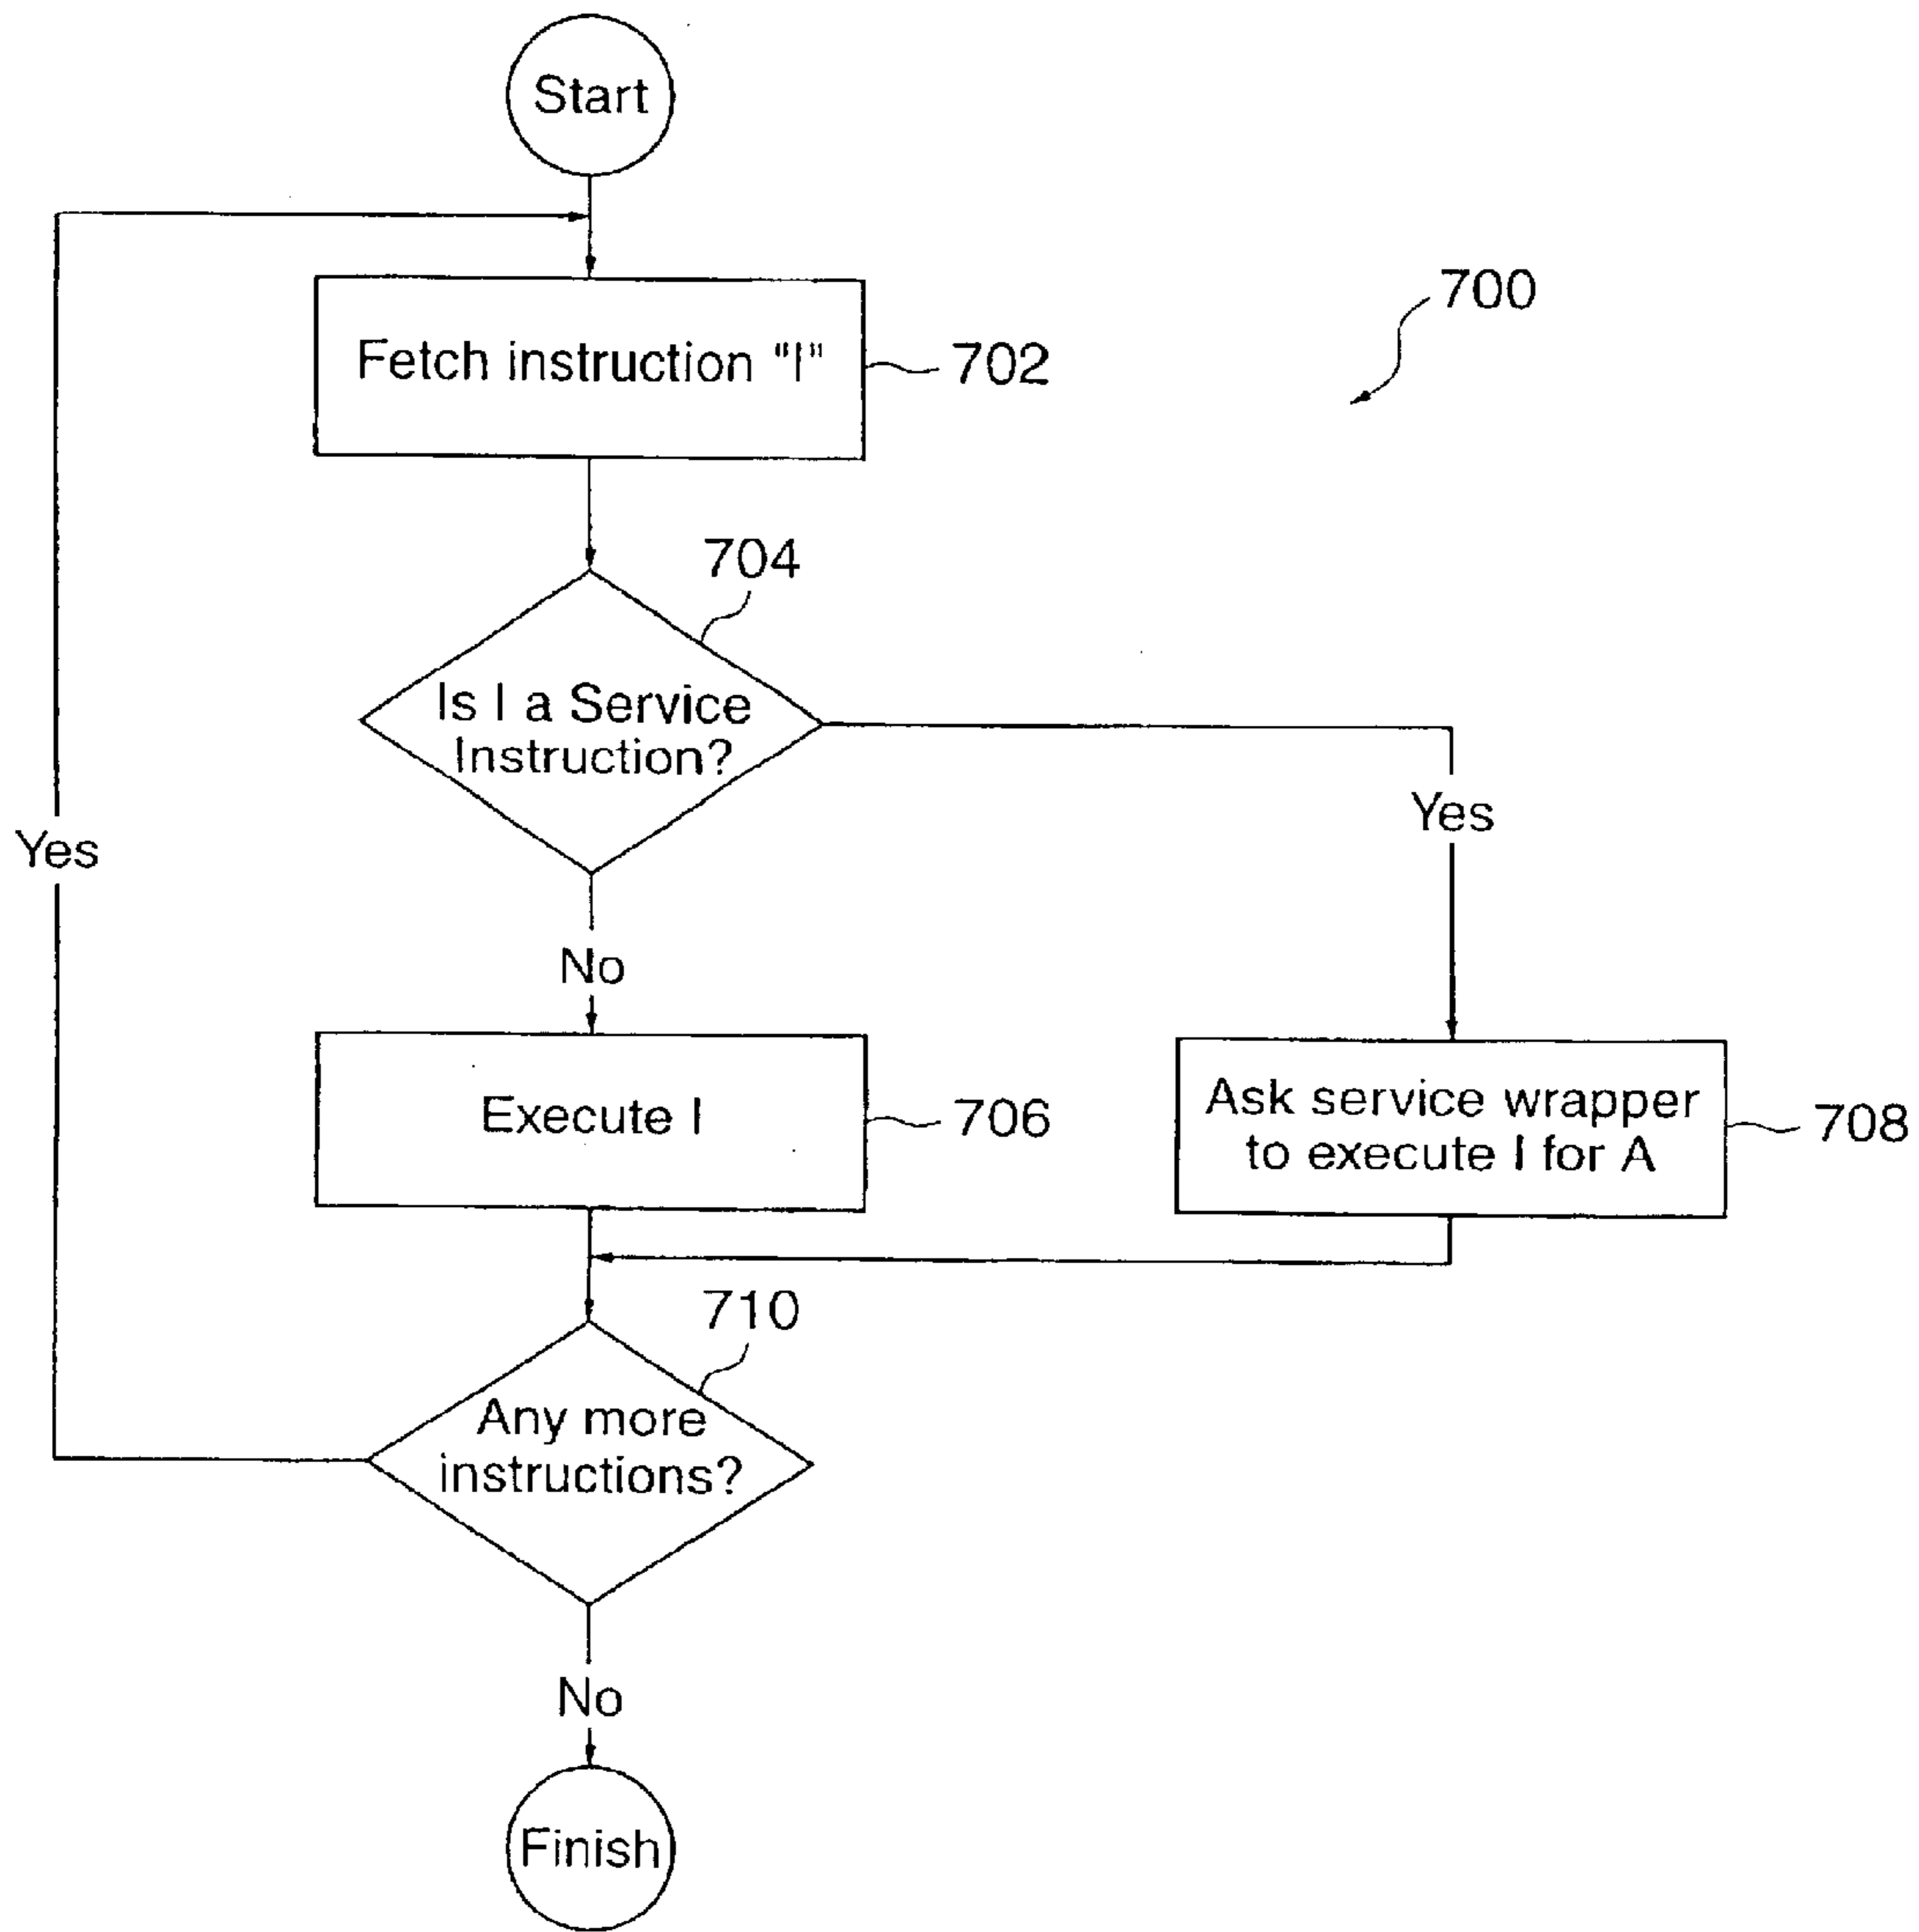 Start
700
Fetch instruction "I"
702
704
Is I a Service
Instruction?
Yes
Yes
No
Execute I
706
Ask service wrapper
to execute I for A
708
710
Any more
instructions?
No
Finish